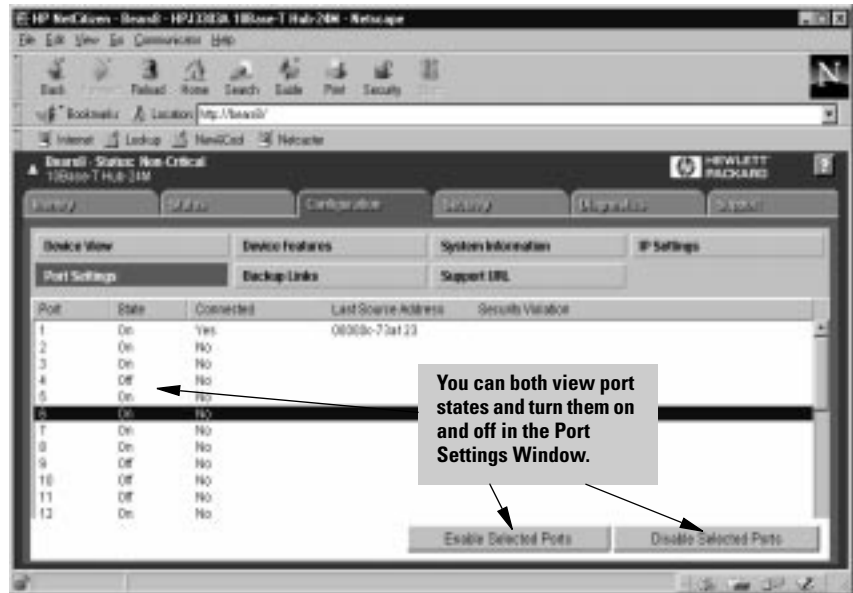 HP NetCitizen - Bears8 - HPJ3303A 10Base-T Hub-24M - Netscape
File Edit View Go Communicator Help
Back Reload Home Search Guide Print Security
Bookmarks Location: http://bears8/
Internet Lookup New&Cool Netcaster
Bears8 - Status: Non-Critical
10Base-T Hub-24M
HEWLETT
PACKARD
?
Identity Status Configuration Security Diagnostics Support
Device View Device Features System Information IP Settings
Port Settings Backup Links Support URL
Port State Connected Last Source Address Security Violation
1 On Yes
2 On No
3 On No
4 Off No
5 On No
6 On No
7 On No
8 On No
9 Off No
10 Off No
11 Off No
12 On No
You can both view port
states and turn them on
and off in the Port
Settings Window.
Enable Selected Ports Disable Selected Ports